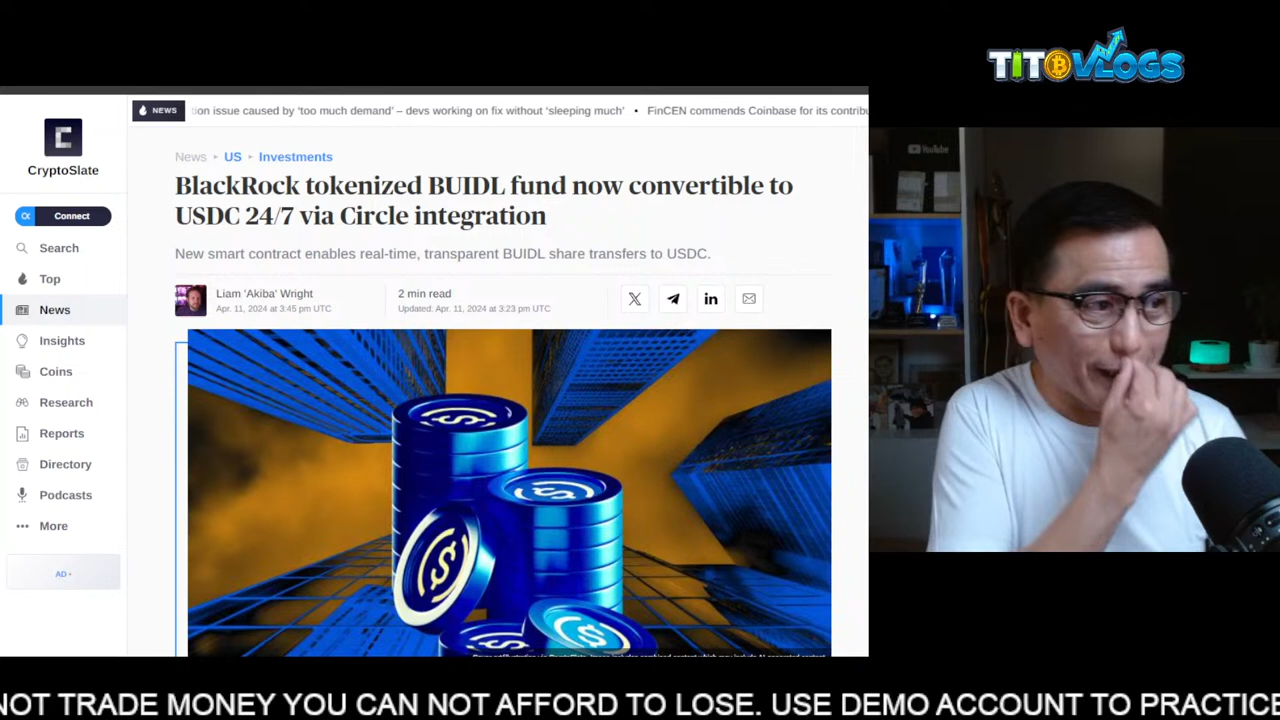 TITOVLOGS
NEWS
ion issue caused by ‘too much demand’ – devs working on fix without ‘sleeping much’ • FinCEN commends Coinbase for its contribu
CryptoSlate
Connect
Search
Top
News
Insights
Coins
Research
Reports
Directory
Podcasts
More
AD
News ▸ US ▸ Investments
BlackRock tokenized BUIDL fund now convertible to
USDC 24/7 via Circle integration
New smart contract enables real-time, transparent BUIDL share transfers to USDC.
Liam 'Akiba' Wright
Apr. 11, 2024 at 3:45 pm UTC
2 min read
Updated: Apr. 11, 2024 at 3:23 pm UTC
YouTube
NOT TRADE MONEY YOU CAN NOT AFFORD TO LOSE. USE DEMO ACCOUNT TO PRACTICE